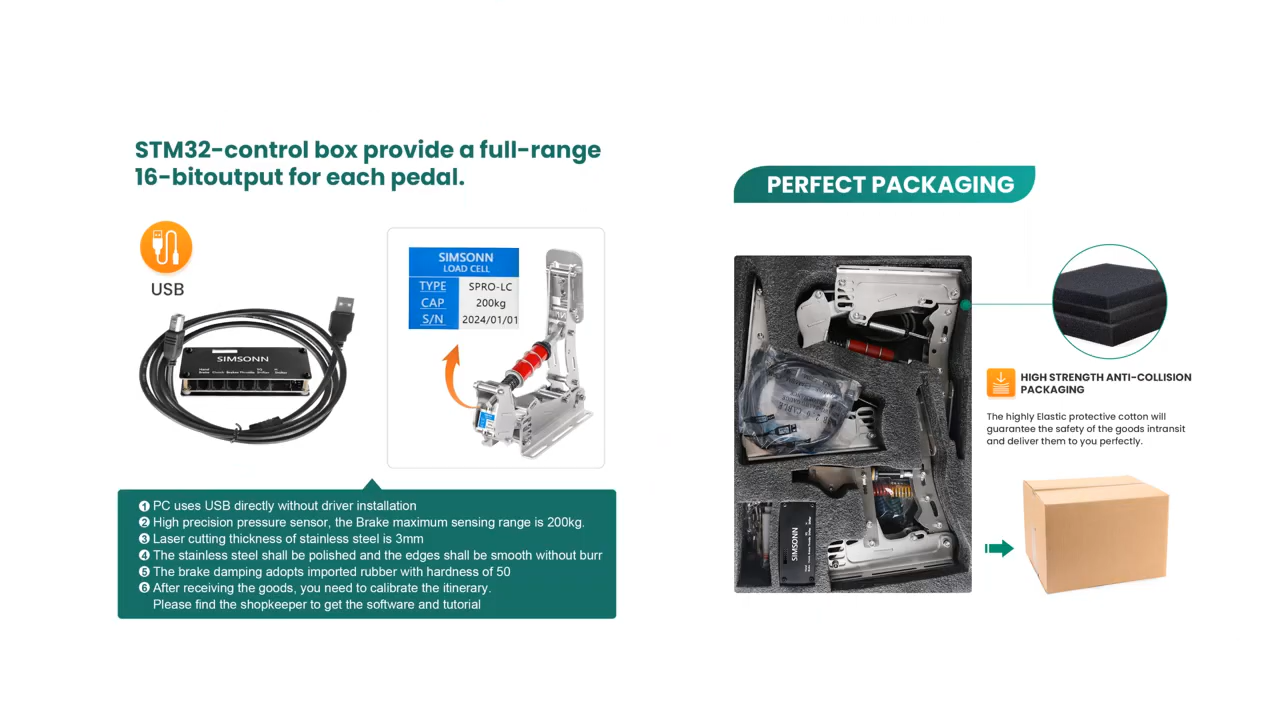 STM32-control box provide a full-range
16-bitoutput for each pedal.
USB
SIMSONN
SIMSONN
LOAD CELL
TYPE SPRO-LC
CAP 200kg
S/N 2024/01/01
❶ PC uses USB directly without driver installation
❷ High precision pressure sensor, the Brake maximum sensing range is 200kg.
❸ Laser cutting thickness of stainless steel is 3mm
❹ The stainless steel shall be polished and the edges shall be smooth without burr
❺ The brake damping adopts imported rubber with hardness of 50
❻ After receiving the goods, you need to calibrate the itinerary.
Please find the shopkeeper to get the software and tutorial
PERFECT PACKAGING
SIMSONN
HIGH STRENGTH ANTI-COLLISION
PACKAGING
The highly Elastic protective cotton will
guarantee the safety of the goods intransit
and deliver them to you perfectly.